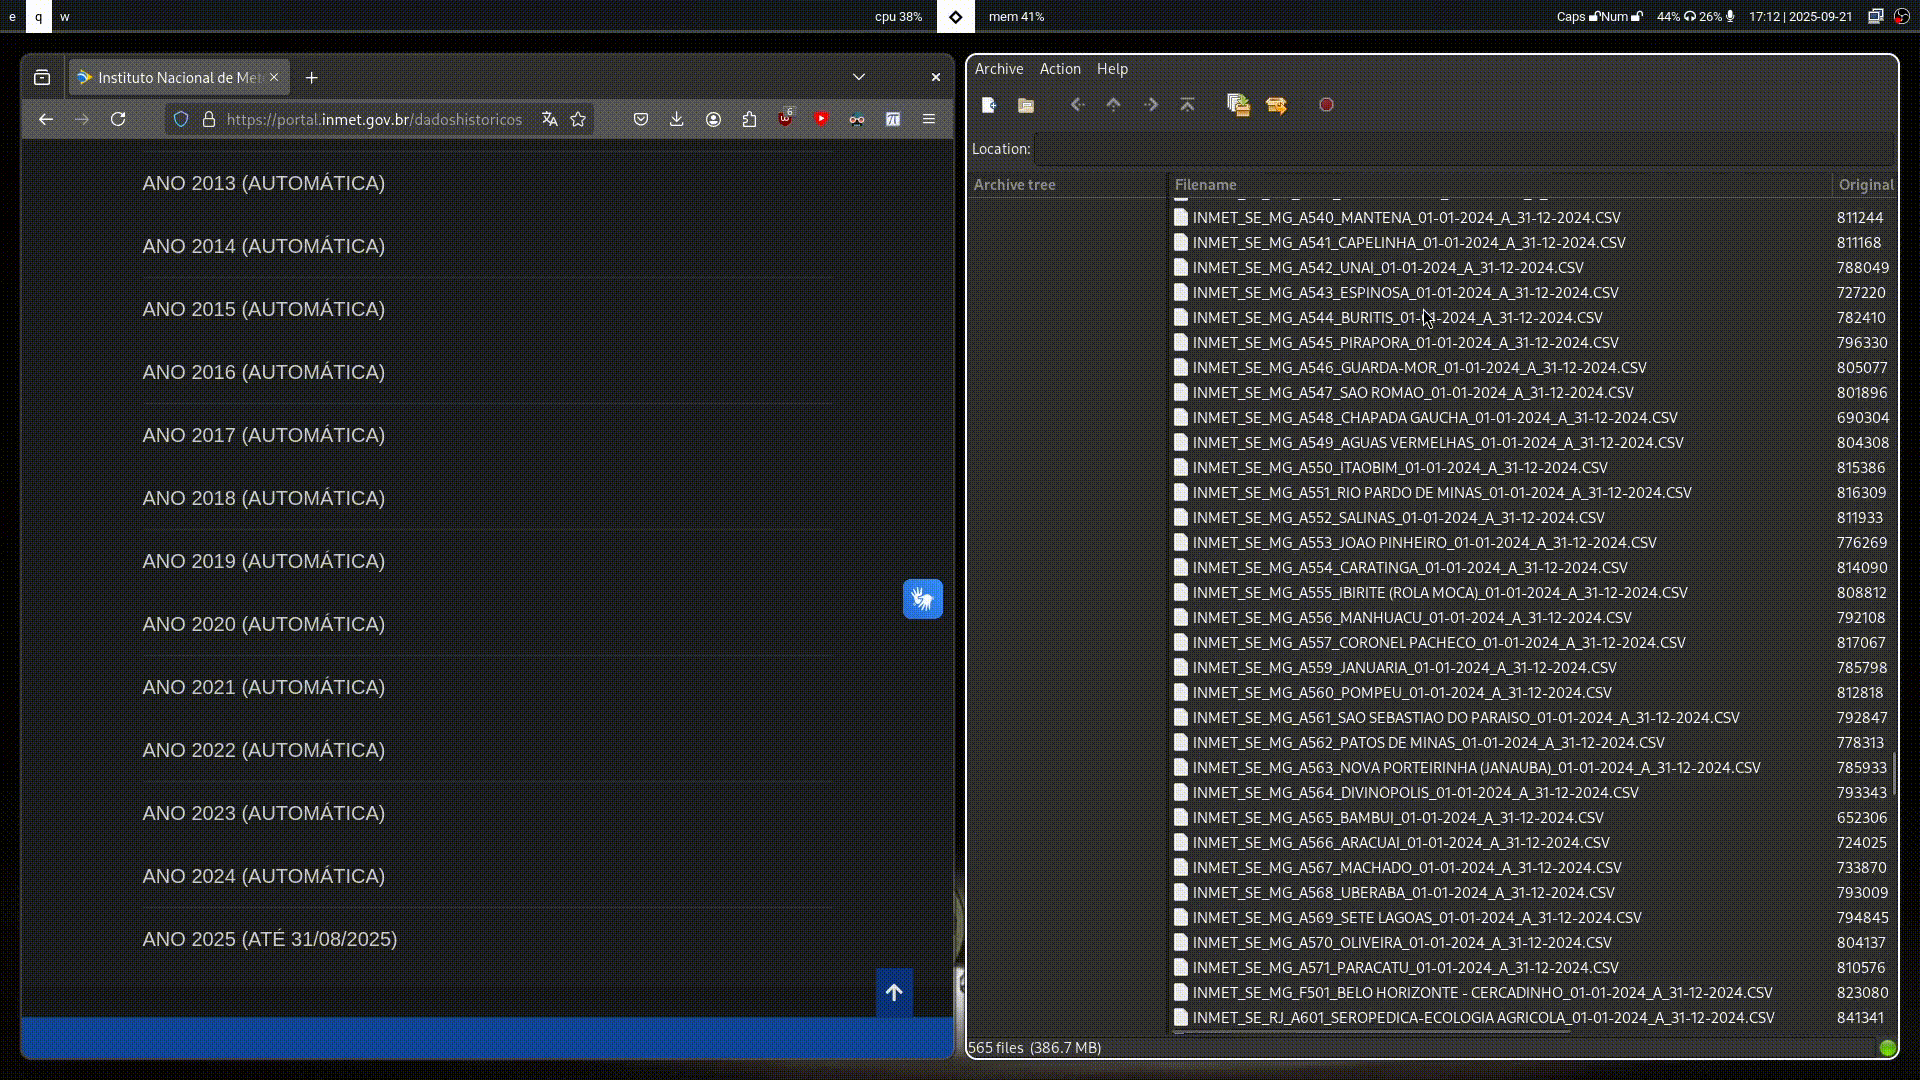 e q w
cpu 38%
mem 41%
Caps Num 44% 26% 17:12 | 2025-09-21
Instituto Nacional de Met
https://portal.inmet.gov.br/dadoshistoricos
6
ANO 2013 (AUTOMÁTICA)
ANO 2014 (AUTOMÁTICA)
ANO 2015 (AUTOMÁTICA)
ANO 2016 (AUTOMÁTICA)
ANO 2017 (AUTOMÁTICA)
ANO 2018 (AUTOMÁTICA)
ANO 2019 (AUTOMÁTICA)
ANO 2020 (AUTOMÁTICA)
ANO 2021 (AUTOMÁTICA)
ANO 2022 (AUTOMÁTICA)
ANO 2023 (AUTOMÁTICA)
ANO 2024 (AUTOMÁTICA)
ANO 2025 (ATÉ 31/08/2025)
Archive Action Help
Location:
Archive tree Filename Original
INMET_SE_MG_A540_MANTENA_01-01-2024_A_31-12-2024.CSV 811244
INMET_SE_MG_A541_CAPELINHA_01-01-2024_A_31-12-2024.CSV 811168
INMET_SE_MG_A542_UNAI_01-01-2024_A_31-12-2024.CSV 788049
INMET_SE_MG_A543_ESPINOSA_01-01-2024_A_31-12-2024.CSV 727220
INMET_SE_MG_A544_BURITIS_01-01-2024_A_31-12-2024.CSV 782410
INMET_SE_MG_A545_PIRAPORA_01-01-2024_A_31-12-2024.CSV 796330
INMET_SE_MG_A546_GUARDA-MOR_01-01-2024_A_31-12-2024.CSV 805077
INMET_SE_MG_A547_SAO ROMAO_01-01-2024_A_31-12-2024.CSV 801896
INMET_SE_MG_A548_CHAPADA GAUCHA_01-01-2024_A_31-12-2024.CSV 690304
INMET_SE_MG_A549_AGUAS VERMELHAS_01-01-2024_A_31-12-2024.CSV 804308
INMET_SE_MG_A550_ITAOBIM_01-01-2024_A_31-12-2024.CSV 815386
INMET_SE_MG_A551_RIO PARDO DE MINAS_01-01-2024_A_31-12-2024.CSV 816309
INMET_SE_MG_A552_SALINAS_01-01-2024_A_31-12-2024.CSV 811933
INMET_SE_MG_A553_JOAO PINHEIRO_01-01-2024_A_31-12-2024.CSV 776269
INMET_SE_MG_A554_CARATINGA_01-01-2024_A_31-12-2024.CSV 814090
INMET_SE_MG_A555_IBIRITE (ROLA MOCA)_01-01-2024_A_31-12-2024.CSV 808812
INMET_SE_MG_A556_MANHUACU_01-01-2024_A_31-12-2024.CSV 792108
INMET_SE_MG_A557_CORONEL PACHECO_01-01-2024_A_31-12-2024.CSV 817067
INMET_SE_MG_A559_JANUARIA_01-01-2024_A_31-12-2024.CSV 785798
INMET_SE_MG_A560_POMPEU_01-01-2024_A_31-12-2024.CSV 812818
INMET_SE_MG_A561_SAO SEBASTIAO DO PARAISO_01-01-2024_A_31-12-2024.CSV 792847
INMET_SE_MG_A562_PATOS DE MINAS_01-01-2024_A_31-12-2024.CSV 778313
INMET_SE_MG_A563_NOVA PORTEIRINHA (JANAUBA)_01-01-2024_A_31-12-2024.CSV 785933
INMET_SE_MG_A564_DIVINOPOLIS_01-01-2024_A_31-12-2024.CSV 793343
INMET_SE_MG_A565_BAMBUI_01-01-2024_A_31-12-2024.CSV 652306
INMET_SE_MG_A566_ARACUAI_01-01-2024_A_31-12-2024.CSV 724025
INMET_SE_MG_A567_MACHADO_01-01-2024_A_31-12-2024.CSV 733870
INMET_SE_MG_A568_UBERABA_01-01-2024_A_31-12-2024.CSV 793009
INMET_SE_MG_A569_SETE LAGOAS_01-01-2024_A_31-12-2024.CSV 794845
INMET_SE_MG_A570_OLIVEIRA_01-01-2024_A_31-12-2024.CSV 804137
INMET_SE_MG_A571_PARACATU_01-01-2024_A_31-12-2024.CSV 810576
INMET_SE_MG_F501_BELO HORIZONTE - CERCADINHO_01-01-2024_A_31-12-2024.CSV 823080
INMET_SE_RJ_A601_SEROPEDICA-ECOLOGIA AGRICOLA_01-01-2024_A_31-12-2024.CSV 841341
565 files (386.7 MB)